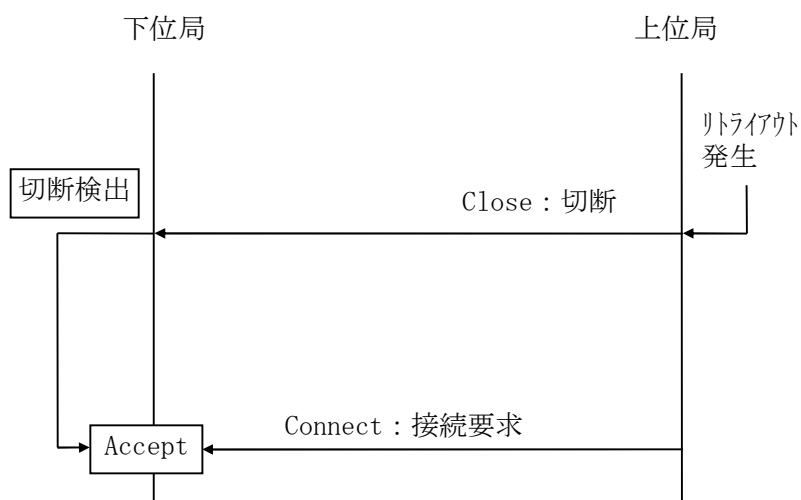 下位局
上位局
ﾘﾄﾗｲｱｳﾄ
発生
切断検出
Close：切断
Connect：接続要求
Accept